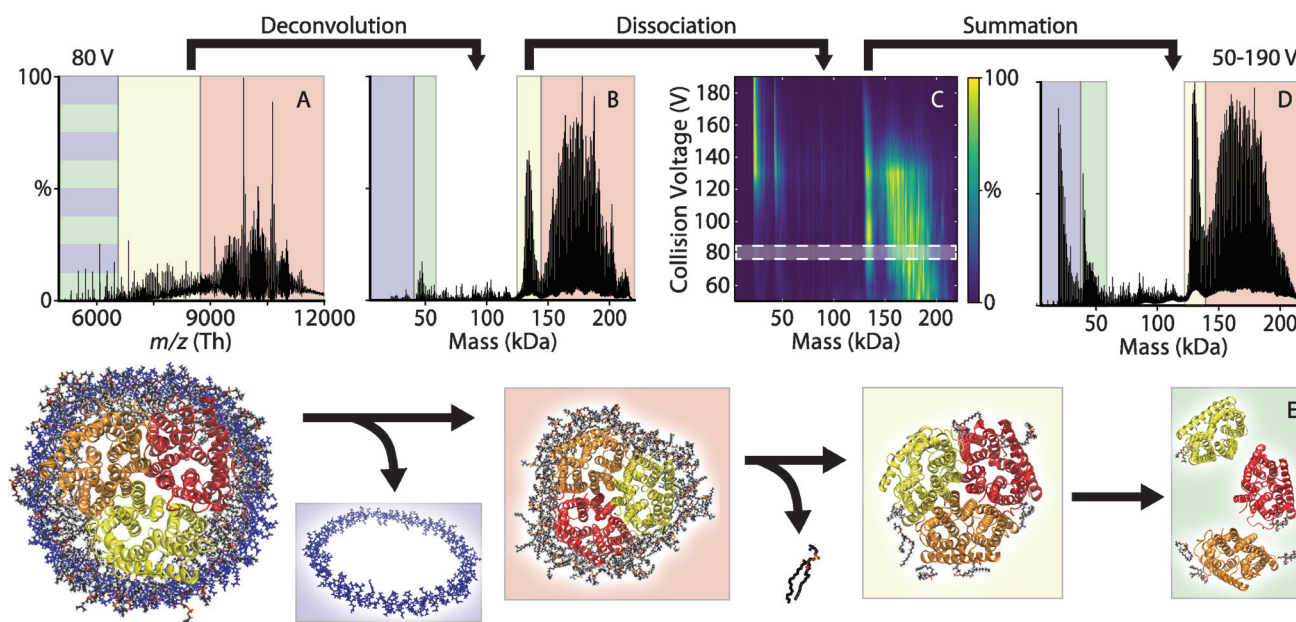 Deconvolution
Dissociation
Summation
80 V
50-190 V
100
%
0
A
6000
9000
12000
m/z (Th)
B
50
100
150
200
Mass (kDa)
Collision Voltage (V)
180
160
140
120
100
80
60
C
50
100
150
200
Mass (kDa)
100
%
0
D
50
100
150
200
Mass (kDa)
E